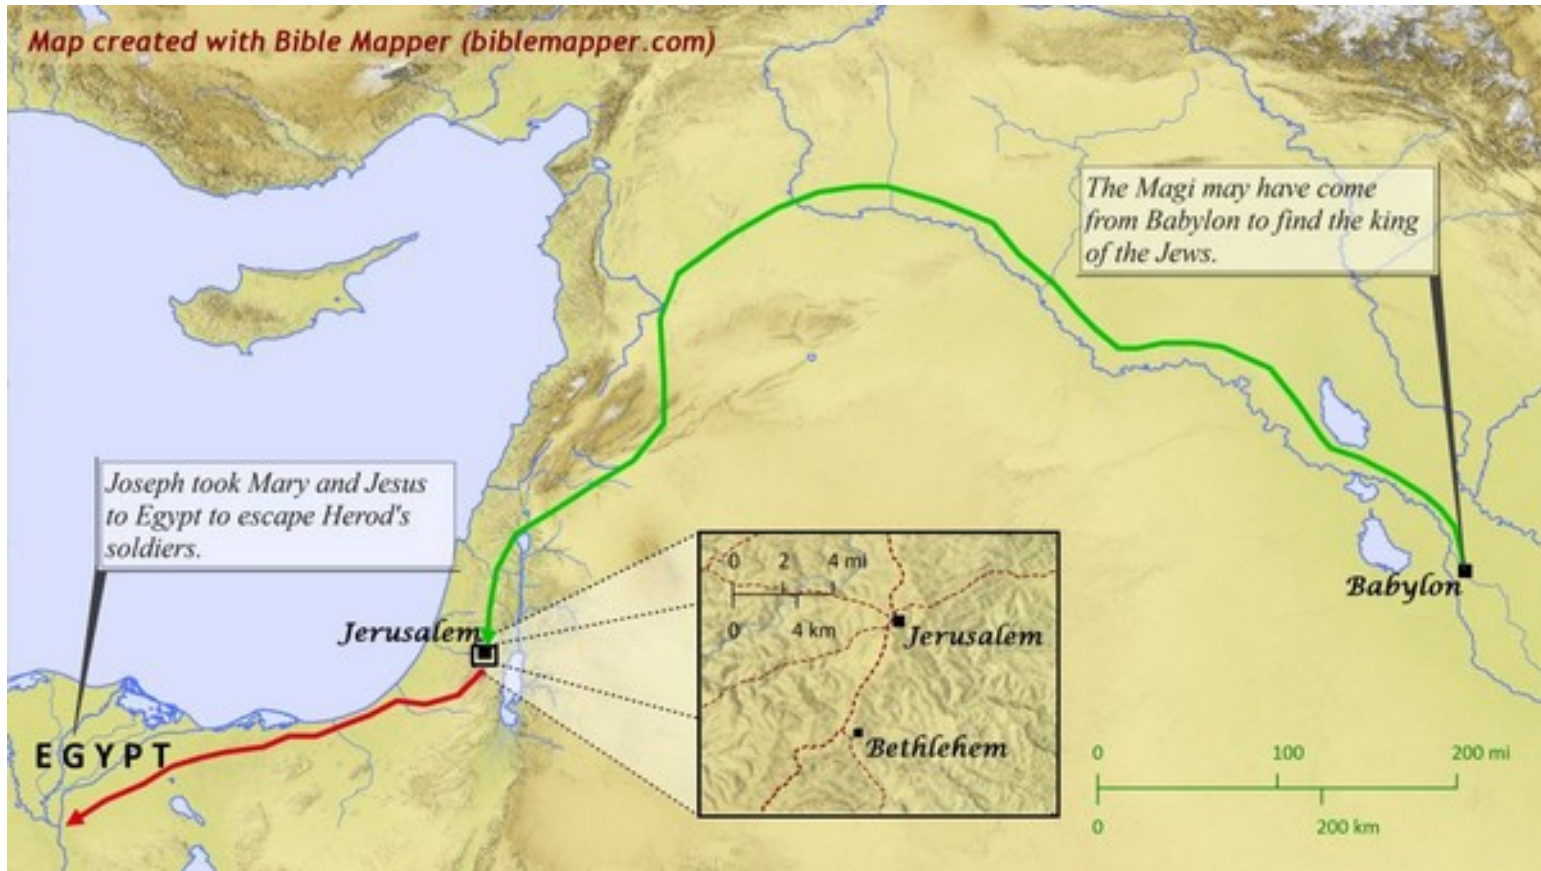 Map created with Bible Mapper (biblemapper.com)
The Magi may have come
from Babylon to find the king
of the Jews.
Joseph took Mary and Jesus
to Egypt to escape Herod's
soldiers.
0 2 4 mi
0 4 km
Jerusalem
Jerusalem
Bethlehem
Babylon
EGYPT
0 100 200 mi
0 200 km